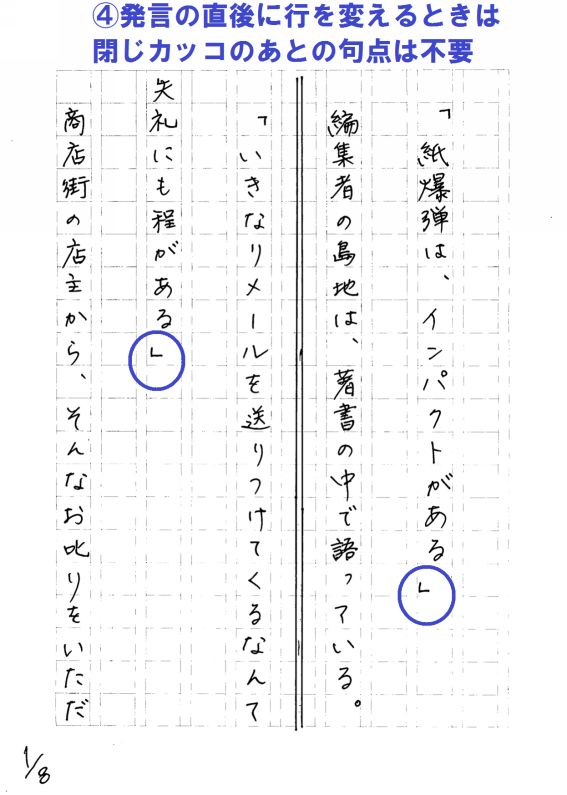 ④発言の直後に行を変えるときは
閉じカッコのあとの句点は不要
「紙爆弾は、インパクトがある」
編集者の島地は、著書の中で語っている。
「いきなりメールを送りつけてくるなんて
失礼にも程がある」
商店街の店主から、そんなお叱りをいただ
1/8